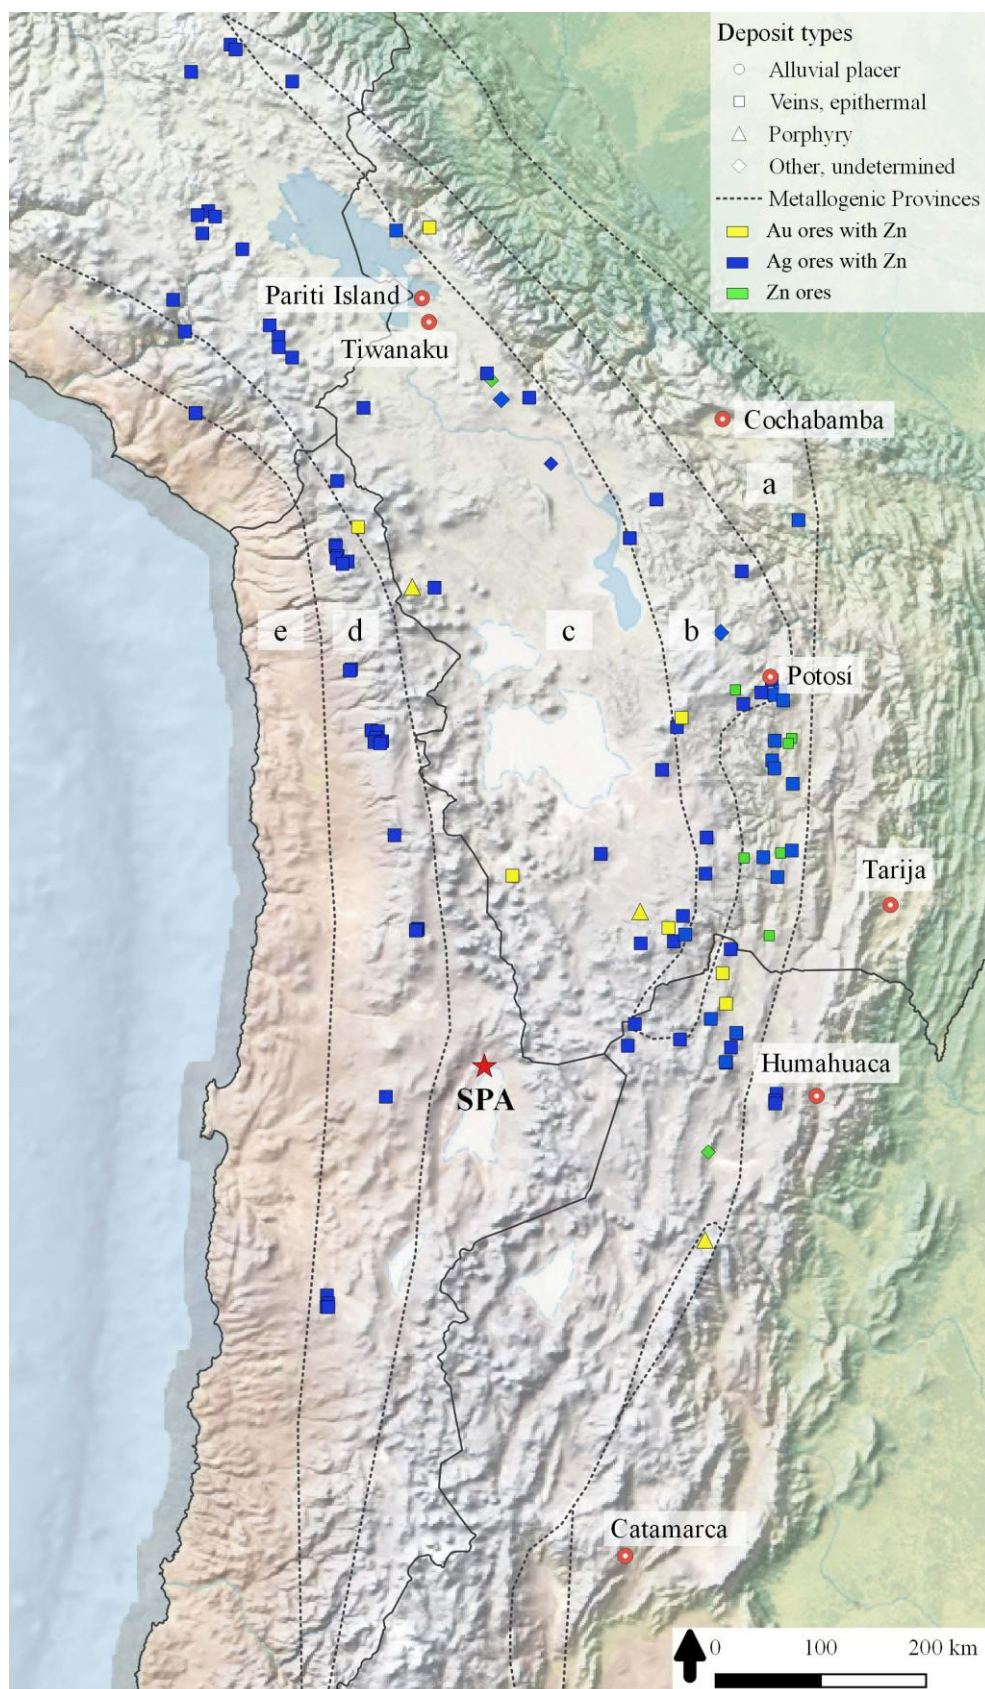 Deposit types
Alluvial placer
Veins, epithermal
Porphyry
Other, undetermined
Metallogenic Provinces
Au ores with Zn
Ag ores with Zn
Zn ores
Pariti Island
Tiwanaku
Cochabamba
a
e
d
c
b
Potosí
Tarija
Humahuaca
SPA
Catamarca
0 100 200 km